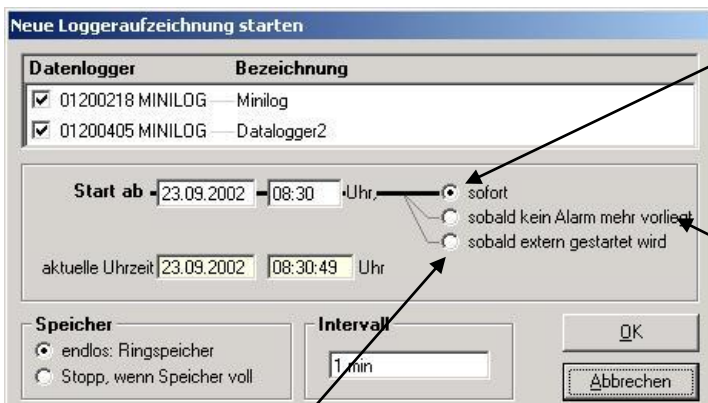 Neue Loggeraufzeichnung starten
Datenlogger Bezeichnung
01200218 MINILOG Minilog
01200405 MINILOG Datalogger2
Start ab 23.09.2002 08:30 Uhr, sofort
sobald kein Alarm mehr vorliegt
sobald extern gestartet wird
aktuelle Uhrzeit 23.09.2002 08:30:49 Uhr
Speicher
endlos: Ringspeicher
Stopp, wenn Speicher voll
Intervall
1 min
OK
Abbrechen